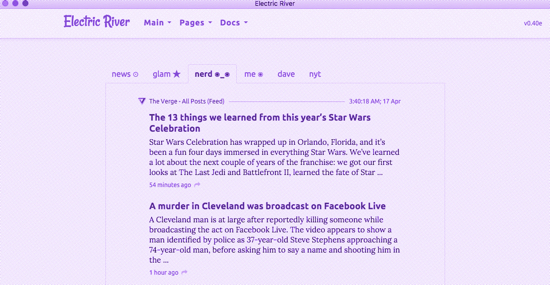 Electric River
Electric River Main Pages Docs v0.40e
news glam ★ nerd ◉_◉ me ◉ dave nyt
The Verge - All Posts (Feed) 3:40:18 AM; 17 Apr
The 13 things we learned from this year's Star Wars
Celebration
Star Wars Celebration has wrapped up in Orlando, Florida, and it's
been a fun four days immersed in everything Star Wars. We've learned
a lot about the next couple of years of the franchise: we got our first
looks at The Last Jedi and Battlefront II, learned the fate of Star ...
54 minutes ago
A murder in Cleveland was broadcast on Facebook Live
A Cleveland man is at large after reportedly killing someone while
broadcasting the act on Facebook Live. The video appears to show a
man identified by police as 37-year-old Steve Stephens approaching a
74-year-old man, before asking him to say a name and shooting him in
the ...
1 hour ago